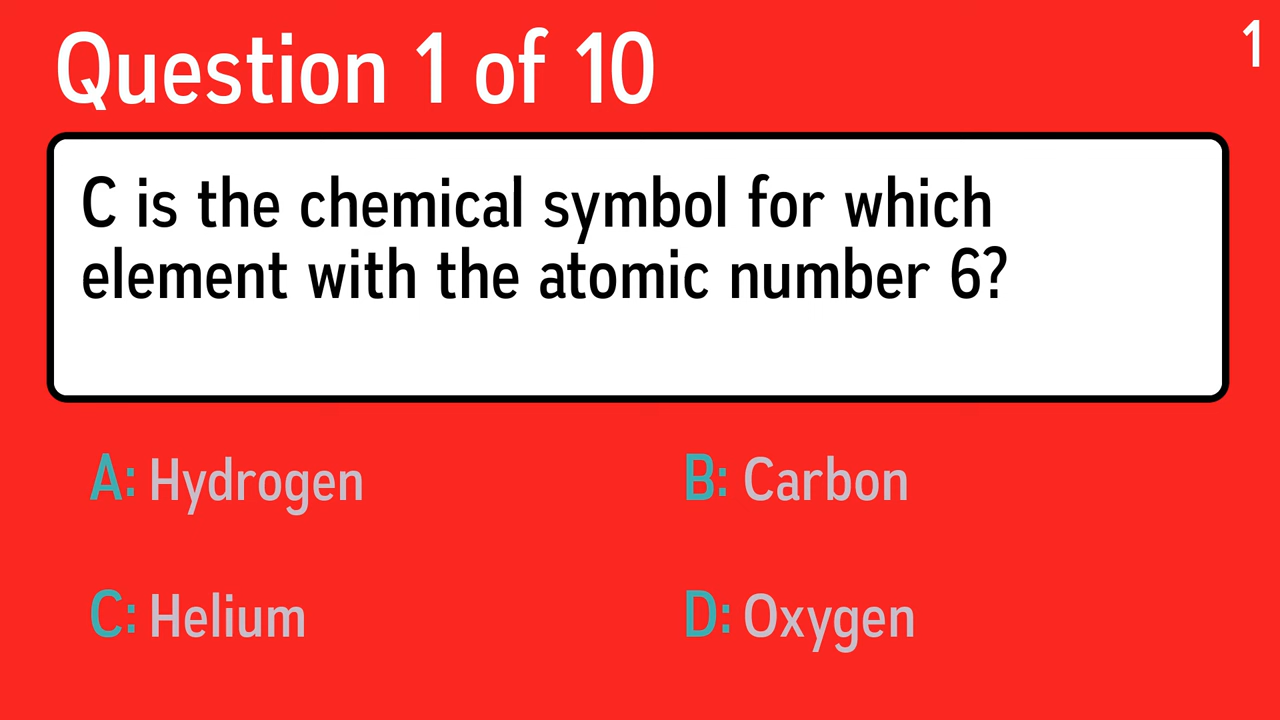 Question 1 of 10
1
C is the chemical symbol for which
element with the atomic number 6?
A: Hydrogen
B: Carbon
C: Helium
D: Oxygen